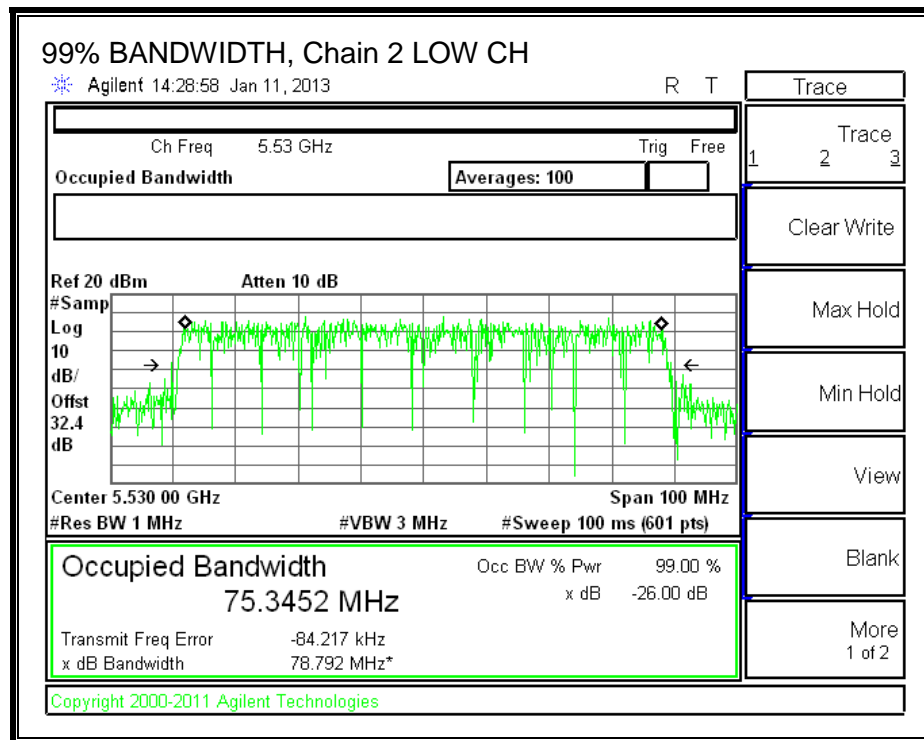 99% BANDWIDTH, Chain 2 LOW CH
Agilent 14:28:58 Jan 11, 2013 R T
Trace
Ch Freq 5.53 GHz Trig Free
Occupied Bandwidth Averages: 100
Ref 20 dBm Atten 10 dB
#Samp
Log
10
dB/
Offst
32.4
dB
Center 5.530 00 GHz Span 100 MHz
#Res BW 1 MHz #VBW 3 MHz #Sweep 100 ms (601 pts)
Occupied Bandwidth Occ BW % Pwr 99.00 %
75.3452 MHz x dB -26.00 dB
Transmit Freq Error -84.217 kHz
x dB Bandwidth 78.792 MHz*
Copyright 2000-2011 Agilent Technologies
Trace
1 2 3
Clear Write
Max Hold
Min Hold
View
Blank
More
1 of 2